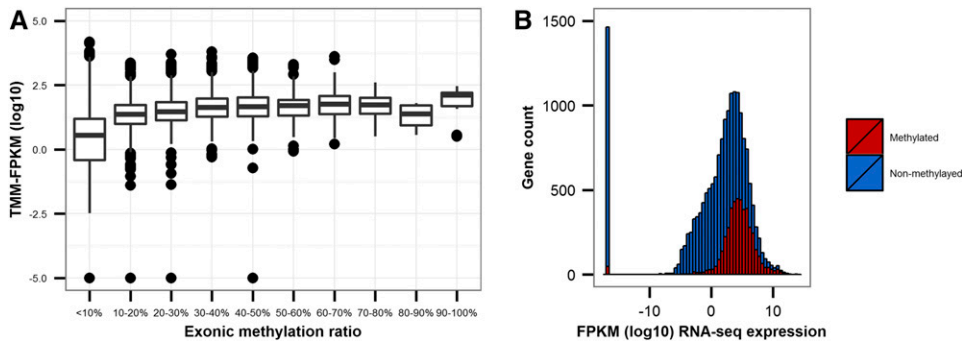 A
5.0
2.5
0.0
-2.5
-5.0
TMM-FPKM (log10)
<10% 10-20% 20-30% 30-40% 40-50% 50-60% 60-70% 70-80% 80-90% 90-100%
Exonic methylation ratio
B
1500
1000
500
0
Gene count
-10 0 10
FPKM (log10) RNA-seq expression
Methylated
Non-methylayed